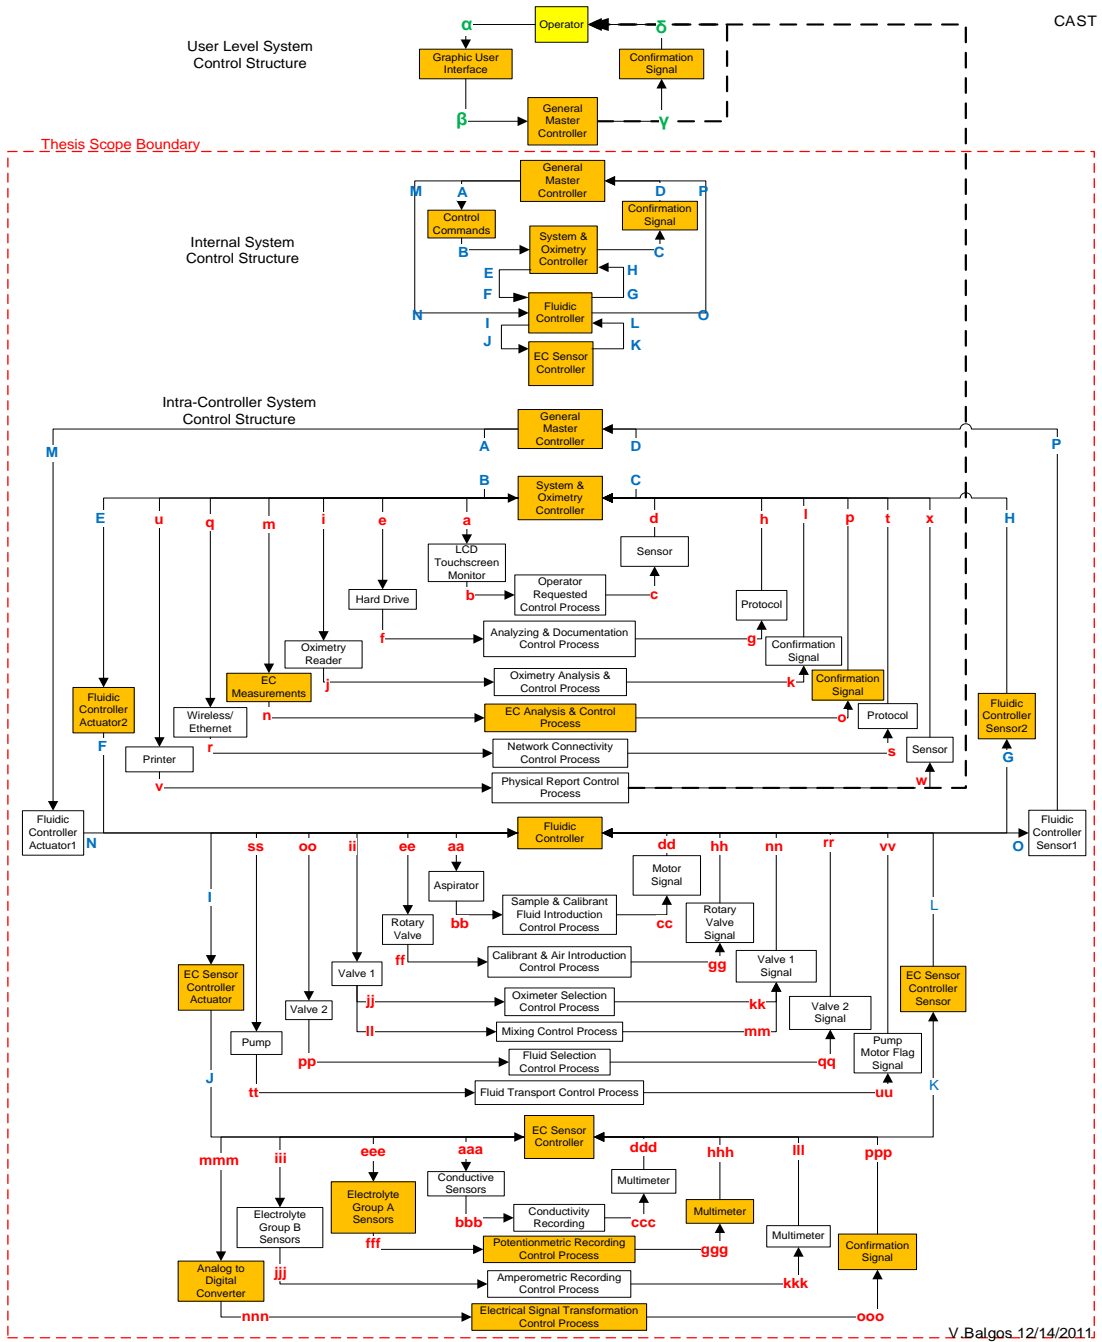 CAST
α
Operator
δ
User Level System
Control Structure
Graphic User
Interface
Confirmation
Signal
β
General
Master
Controller
γ
Thesis Scope Boundary
General
Master
Controller
M
A
D
P
Control
Commands
Confirmation
Signal
Internal System
Control Structure
System &
Oximetry
Controller
B
C
E
H
F
G
Fluidic
Controller
N
O
I
L
J
K
EC Sensor
Controller
Intra-Controller System
Control Structure
General
Master
Controller
M
A
D
P
B
C
System &
Oximetry
Controller
E
u
q
m
i
e
a
d
h
l
p
t
x
H
LCD
Touchscreen
Monitor
Sensor
b
Operator
Requested
Control Process
c
Hard Drive
Protocol
f
Analyzing & Documentation
Control Process
g
Oximetry
Reader
Confirmation
Signal
j
Oximetry Analysis &
Control Process
k
EC
Measurements
Confirmation
Signal
Fluidic
Controller
Actuator2
Fluidic
Controller
Sensor2
n
EC Analysis & Control
Process
o
Wireless/
Ethernet
Protocol
F
r
Network Connectivity
Control Process
s
Sensor
G
Printer
v
Physical Report Control
Process
w
Fluidic
Controller
Actuator1
N
Fluidic
Controller
O
Fluidic
Controller
Sensor1
ss
oo
ii
ee
aa
dd
hh
nn
rr
vv
Aspirator
Motor
Signal
I
L
bb
Sample & Calibrant
Fluid Introduction
Control Process
cc
Rotary
Valve
Rotary
Valve
Signal
ff
Calibrant & Air Introduction
Control Process
gg
Valve 1
Valve 1
Signal
EC Sensor
Controller
Actuator
EC Sensor
Controller
Sensor
jj
Oximeter Selection
Control Process
kk
Valve 2
Valve 2
Signal
ll
Mixing Control Process
mm
Pump
Pump
Motor Flag
Signal
pp
Fluid Selection
Control Process
qq
J
K
tt
Fluid Transport Control Process
uu
EC Sensor
Controller
mmm
iii
eee
aaa
ddd
hhh
lll
ppp
Conductive
Sensors
Multimeter
Electrolyte
Group A
Sensors
Multimeter
bbb
Conductivity
Recording
ccc
Electrolyte
Group B
Sensors
Multimeter
Confirmation
Signal
fff
Potentionmetric Recording
Control Process
ggg
Analog to
Digital
Converter
jjj
Amperometric Recording
Control Process
kkk
nnn
Electrical Signal Transformation
Control Process
ooo
V.Balgos 12/14/2011